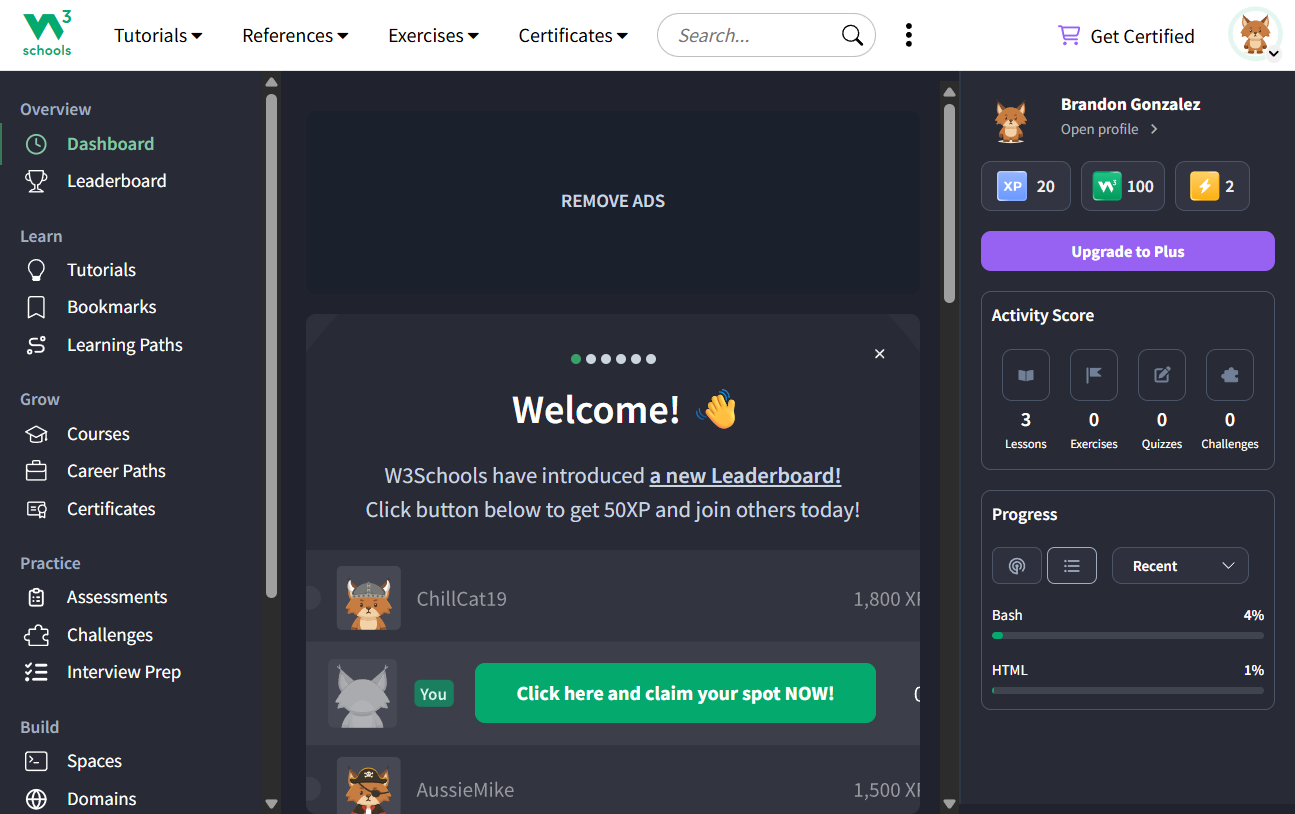 W3
schools
Tutorials
References
Exercises
Certificates
Search...
Get Certified
Overview
Dashboard
Leaderboard
Learn
Tutorials
Bookmarks
Learning Paths
Grow
Courses
Career Paths
Certificates
Practice
Assessments
Challenges
Interview Prep
Build
Spaces
Domains
REMOVE ADS
Welcome! 👋
W3Schools have introduced a new Leaderboard!
Click button below to get 50XP and join others today!
ChillCat19 1,800 XP
You Click here and claim your spot NOW!
AussieMike 1,500 XP
Brandon Gonzalez
Open profile
XP 20 W3 100 2
Upgrade to Plus
Activity Score
3 0 0 0
Lessons Exercises Quizzes Challenges
Progress
Recent
Bash 4%
HTML 1%